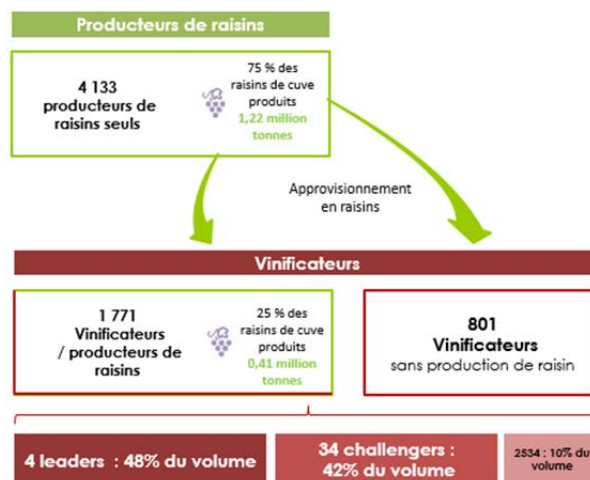 Producteurs de raisins
4 133
producteurs de
raisins seuls
75 % des
raisins de cuve
produits
1,22 million
tonnes
Approvisionnement
en raisins
Vinificateurs
1 771
Vinificateurs
/ producteurs de
raisins
25 % des
raisins de cuve
produits
0,41 million
tonnes
801
Vinificateurs
sans production de raisin
4 leaders : 48% du volume
34 challengers :
42% du volume
2534 : 10% du
volume